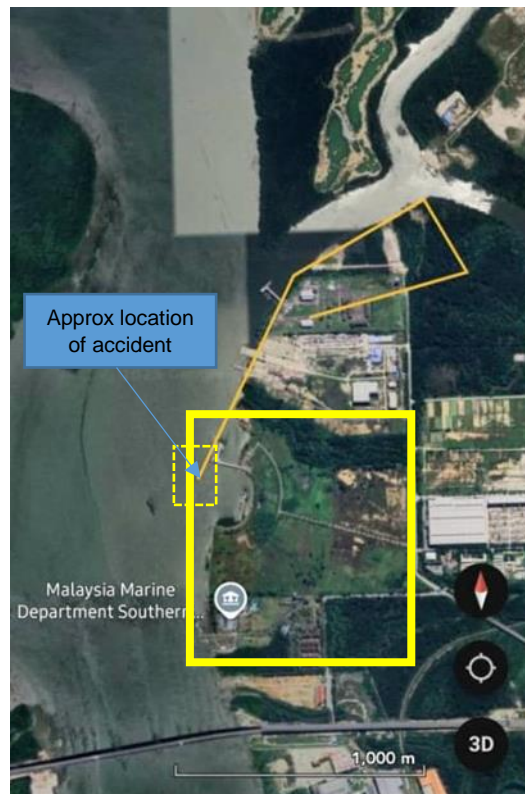 Approx location
of accident
Malaysia Marine
Department Southern...
3D
1,000 m